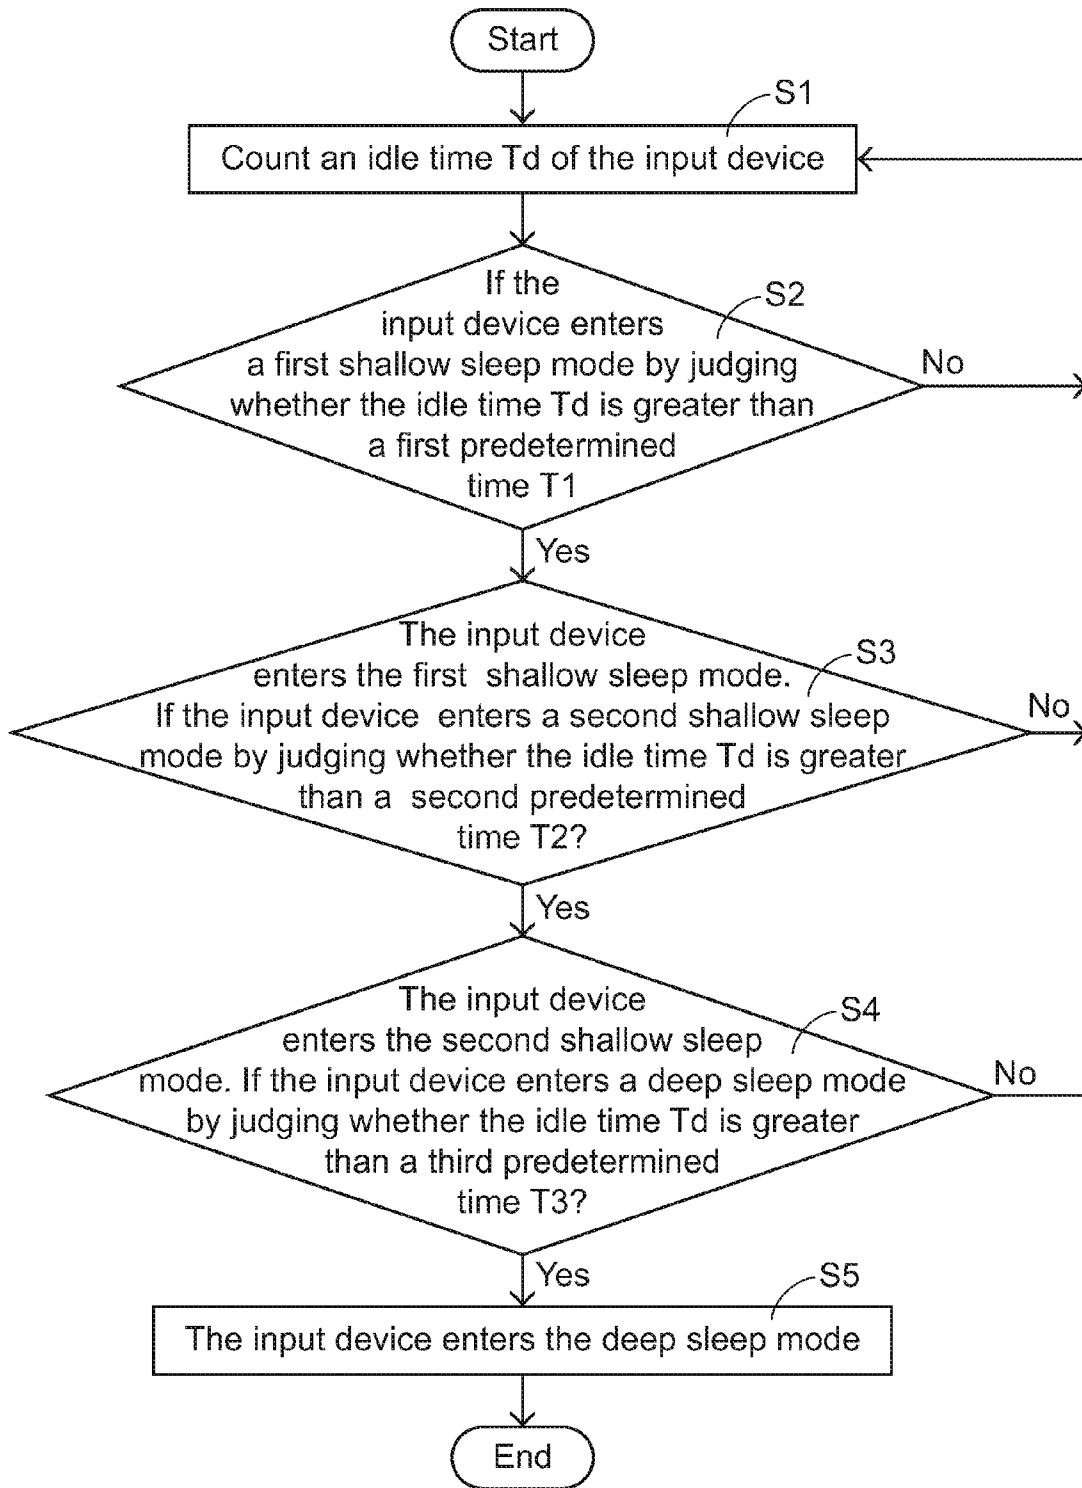 Start
S1
Count an idle time Td of the input device
If the
S2
input device enters
a first shallow sleep mode by judging
No
whether the idle time Td is greater than
a first predetermined
time T1
Yes
The input device
S3
enters the first shallow sleep mode.
If the input device enters a second shallow sleep
No
mode by judging whether the idle time Td is greater
than a second predetermined
time T2?
Yes
The input device
S4
enters the second shallow sleep
mode. If the input device enters a deep sleep mode
No
by judging whether the idle time Td is greater
than a third predetermined
time T3?
Yes
S5
The input device enters the deep sleep mode
End